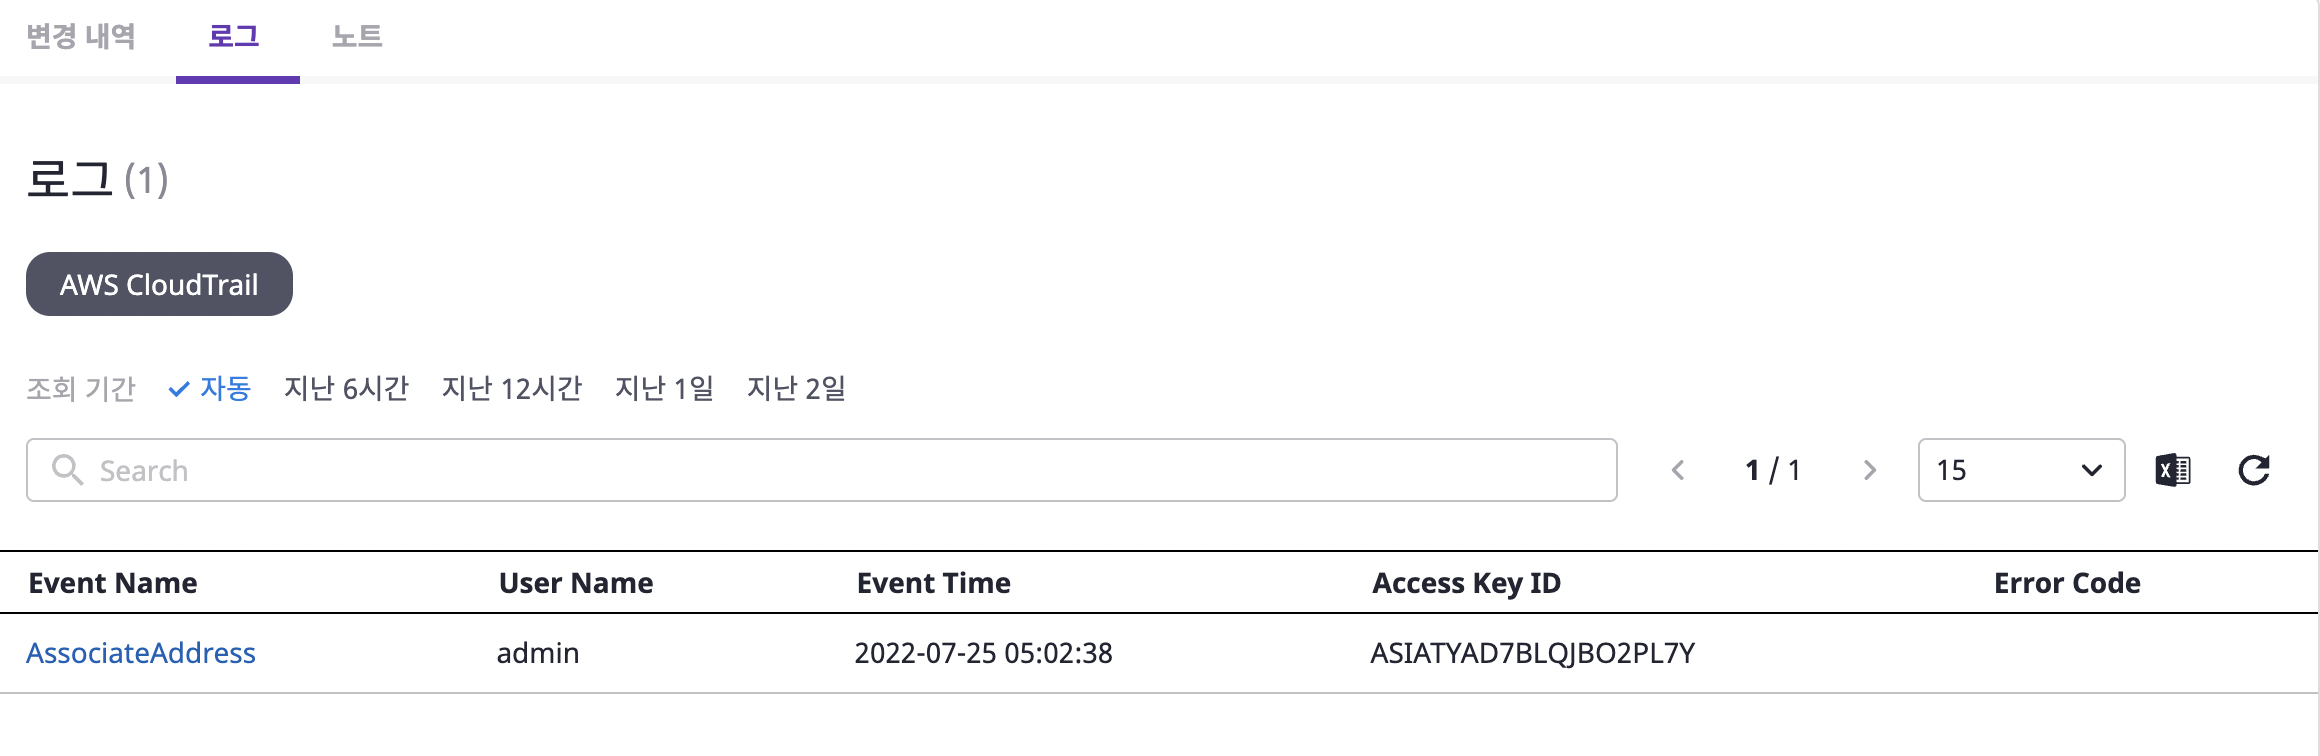 변경 내역 로그 노트
로그 (1)
AWS CloudTrail
조회 기간 자동 지난 6시간 지난 12시간 지난 1일 지난 2일
Search 1 / 1 15
Event Name User Name Event Time Access Key ID Error Code
AssociateAddress admin 2022-07-25 05:02:38 ASIATYAD7BLQJBO2PL7Y